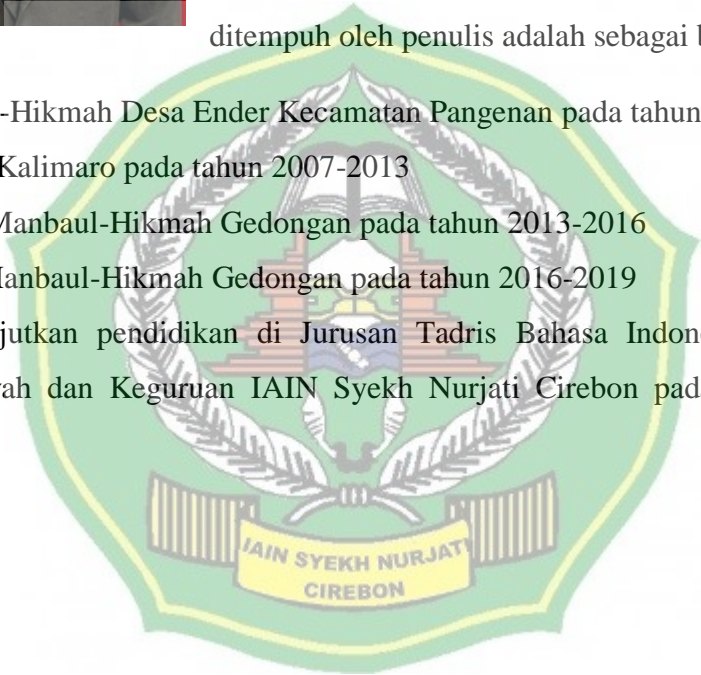 ditempuh oleh penulis adalah sebagai
-Hikmah Desa Ender Kecamatan Pangenan pada tahun
Kalimaro pada tahun 2007-2013
Manbaul-Hikmah Gedongan pada tahun 2013-2016
Manbaul-Hikmah Gedongan pada tahun 2016-2019
jutkan pendidikan di Jurusan Tadris Bahasa Indon
yah dan Keguruan IAIN Syekh Nurjati Cirebon pad
IAIN SYEKH NURJATI
CIREBON